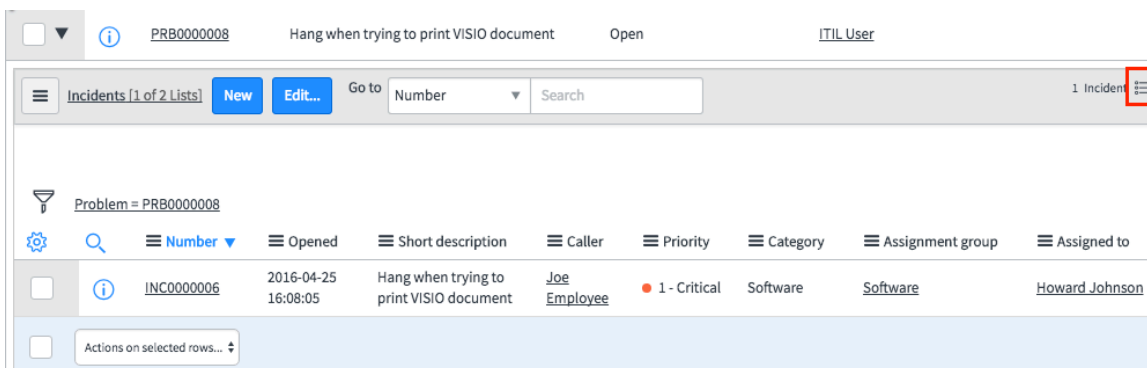 PRB0000008 Hang when trying to print VISIO document Open ITIL User
Incidents [1 of 2 Lists] New Edit... Go to Number Search 1 Incident
Problem = PRB0000008
Number Opened Short description Caller Priority Category Assignment group Assigned to
INC0000006 2016-04-25 Hang when trying to Joe 1 - Critical Software Software Howard Johnson
16:08:05 print VISIO document Employee
Actions on selected rows...